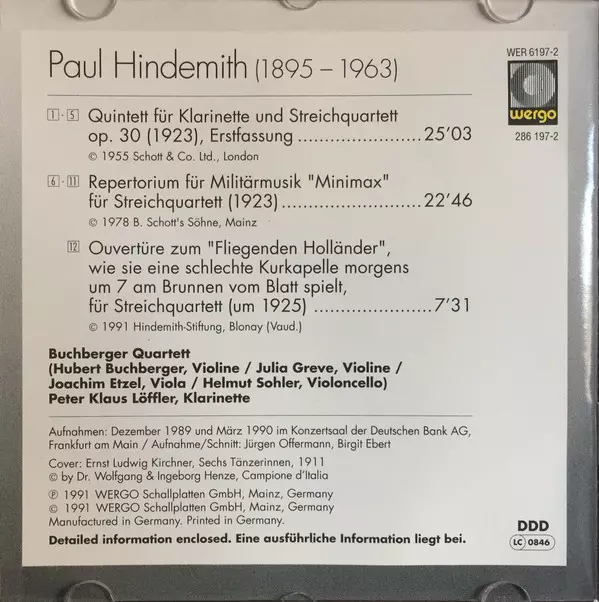 Paul Hindemith (1895 – 1963)
WER 6197-2
wergo
286 197-2
1 - 5 Quintett für Klarinette und Streichquartett
op. 30 (1923), Erstfassung ...................... 25'03
© 1955 Schott & Co. Ltd., London
6 - 11 Repertorium für Militärmusik "Minimax"
für Streichquartett (1923) ......................... 22'46
© 1978 B. Schott's Söhne, Mainz
12 Ouvertüre zum "Fliegenden Holländer",
wie sie eine schlechte Kurkapelle morgens
um 7 am Brunnen vom Blatt spielt,
für Streichquartett (um 1925) .................... 7'31
© 1991 Hindemith-Stiftung, Blonay (Vaud.)
Buchberger Quartett
(Hubert Buchberger, Violine / Julia Greve, Violine /
Joachim Etzel, Viola / Helmut Sohler, Violoncello)
Peter Klaus Löffler, Klarinette
Aufnahmen: Dezember 1989 und März 1990 im Konzertsaal der Deutschen Bank AG,
Frankfurt am Main / Aufnahme/Schnitt: Jürgen Offermann, Birgit Ebert
Cover: Ernst Ludwig Kirchner, Sechs Tänzerinnen, 1911
© by Dr. Wolfgang & Ingeborg Henze, Campione d'Italia
℗ 1991 WERGO Schallplatten GmbH, Mainz, Germany
© 1991 WERGO Schallplatten GmbH, Mainz, Germany
Manufactured in Germany. Printed in Germany.
Detailed information enclosed. Eine ausführliche Information liegt bei.
DDD
LC 0846